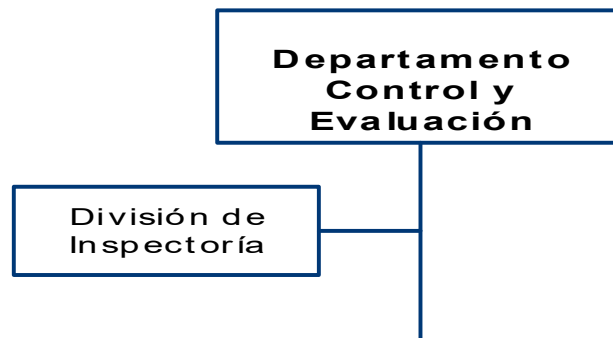 Departamento
Control y
Evaluación
División de
Inspectoría